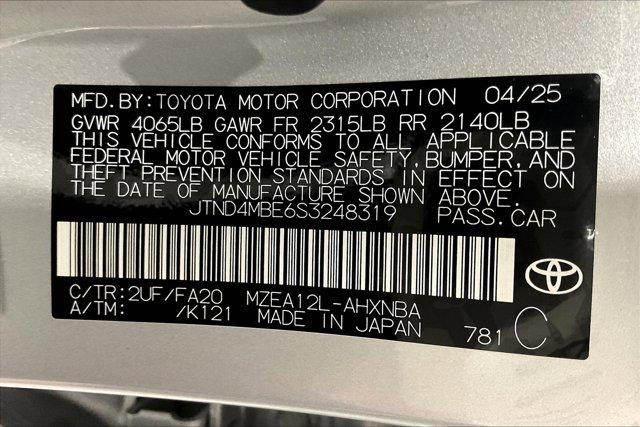 MFD.BY:TOYOTA MOTOR CORPORATION 04/25
GVWR 4065LB GAWR FR 2315LB RR 2140LB
THIS VEHICLE CONFORMS TO ALL APPLICABLE
FEDERAL MOTOR VEHICLE SAFETY, BUMPER, AND
THEFT PREVENTION STANDARDS IN EFFECT ON
THE DATE OF MANUFACTURE SHOWN ABOVE.
JTND4MBE6S3248319 PASS.CAR
C/TR:2UF/FA20 MZEA12L-AHXNBA
A/TM: /K121 MADE IN JAPAN 781 C